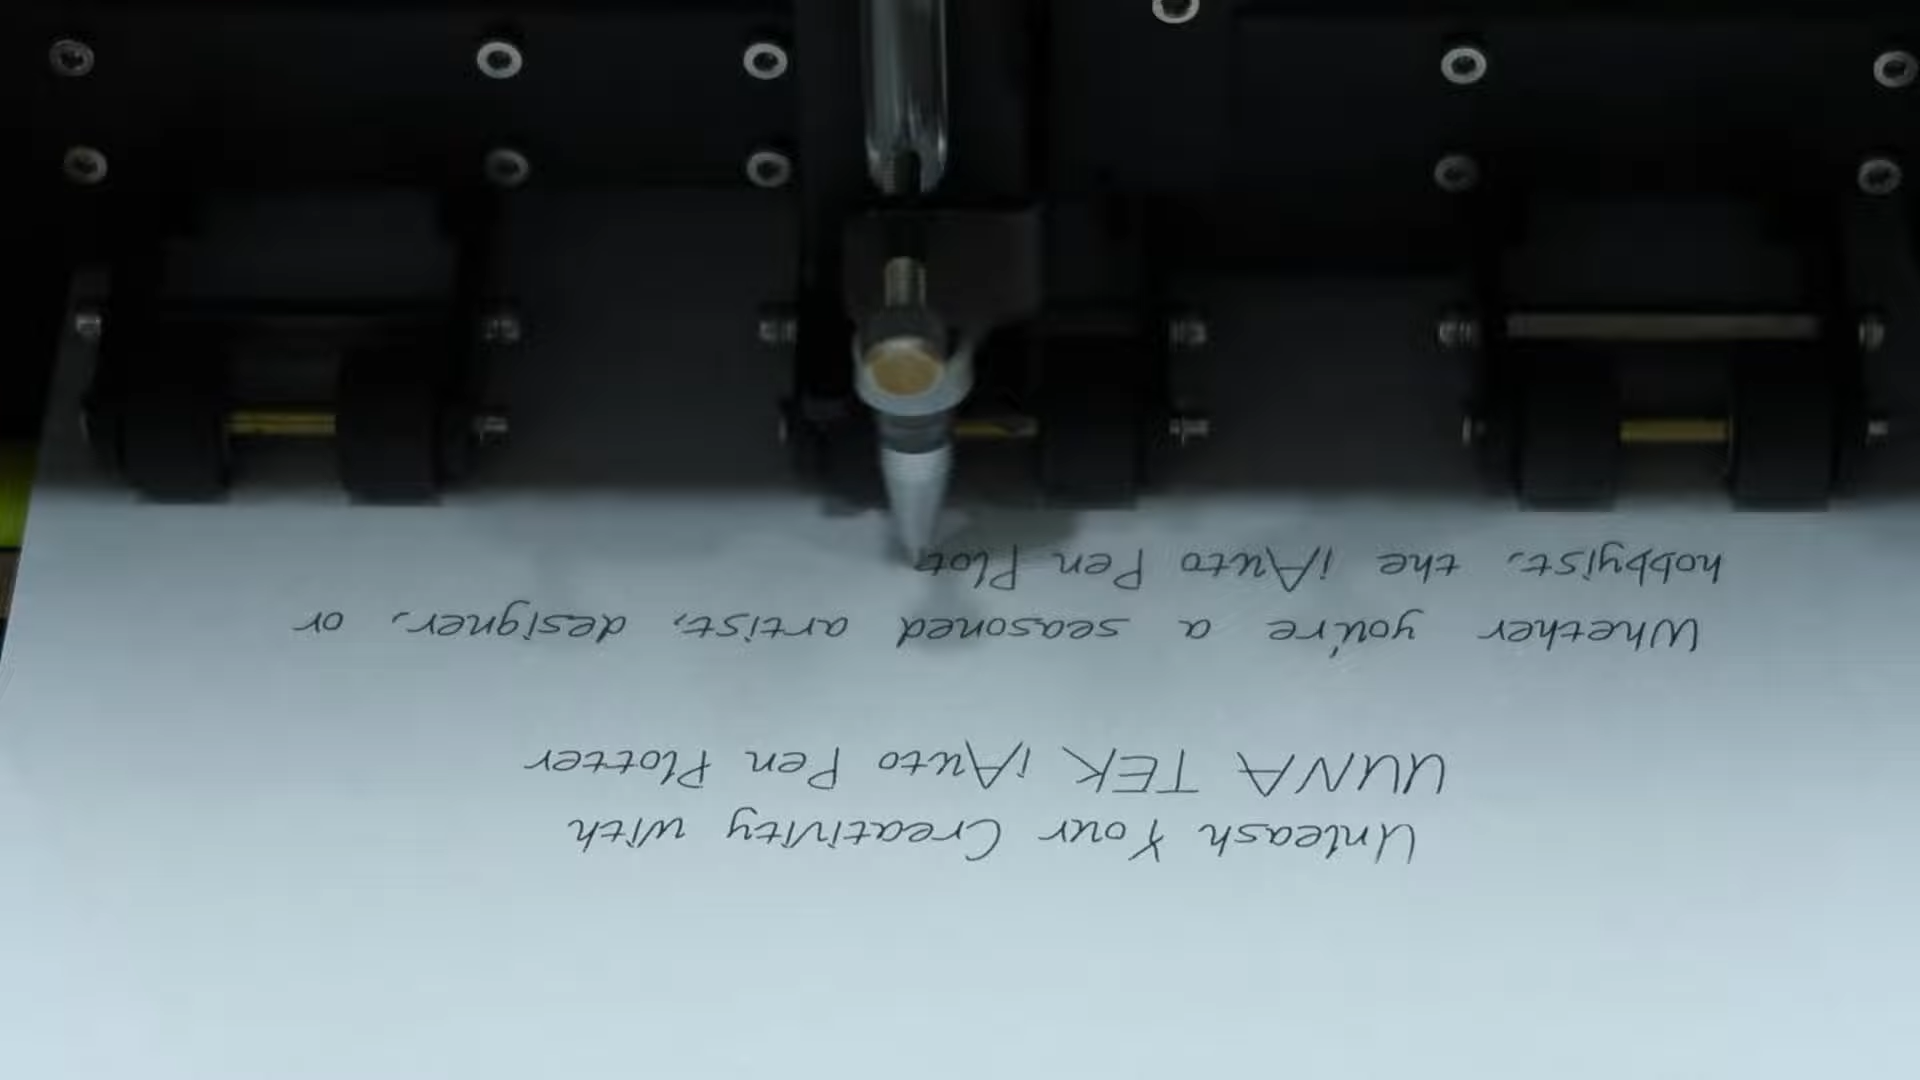 Unleash Your Creativity with
UUNA TEK iAuto Pen Plotter
Whether you're a seasoned artist, designer, or
hobbyist, the iAuto Pen Plot